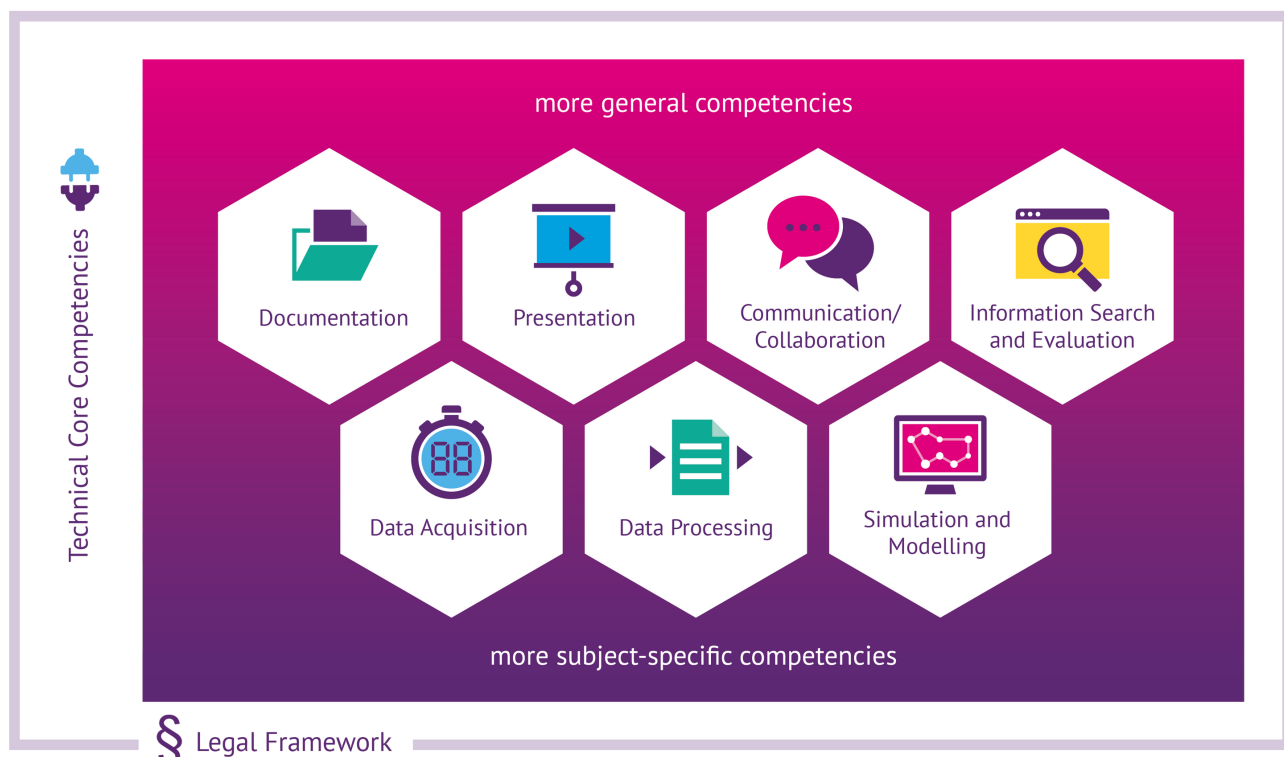 more general competencies
Technical Core Competencies
Documentation
Presentation
Communication/
Collaboration
Information Search
and Evaluation
88
Data Acquisition
Data Processing
Simulation and
Modelling
more subject-specific competencies
§ Legal Framework